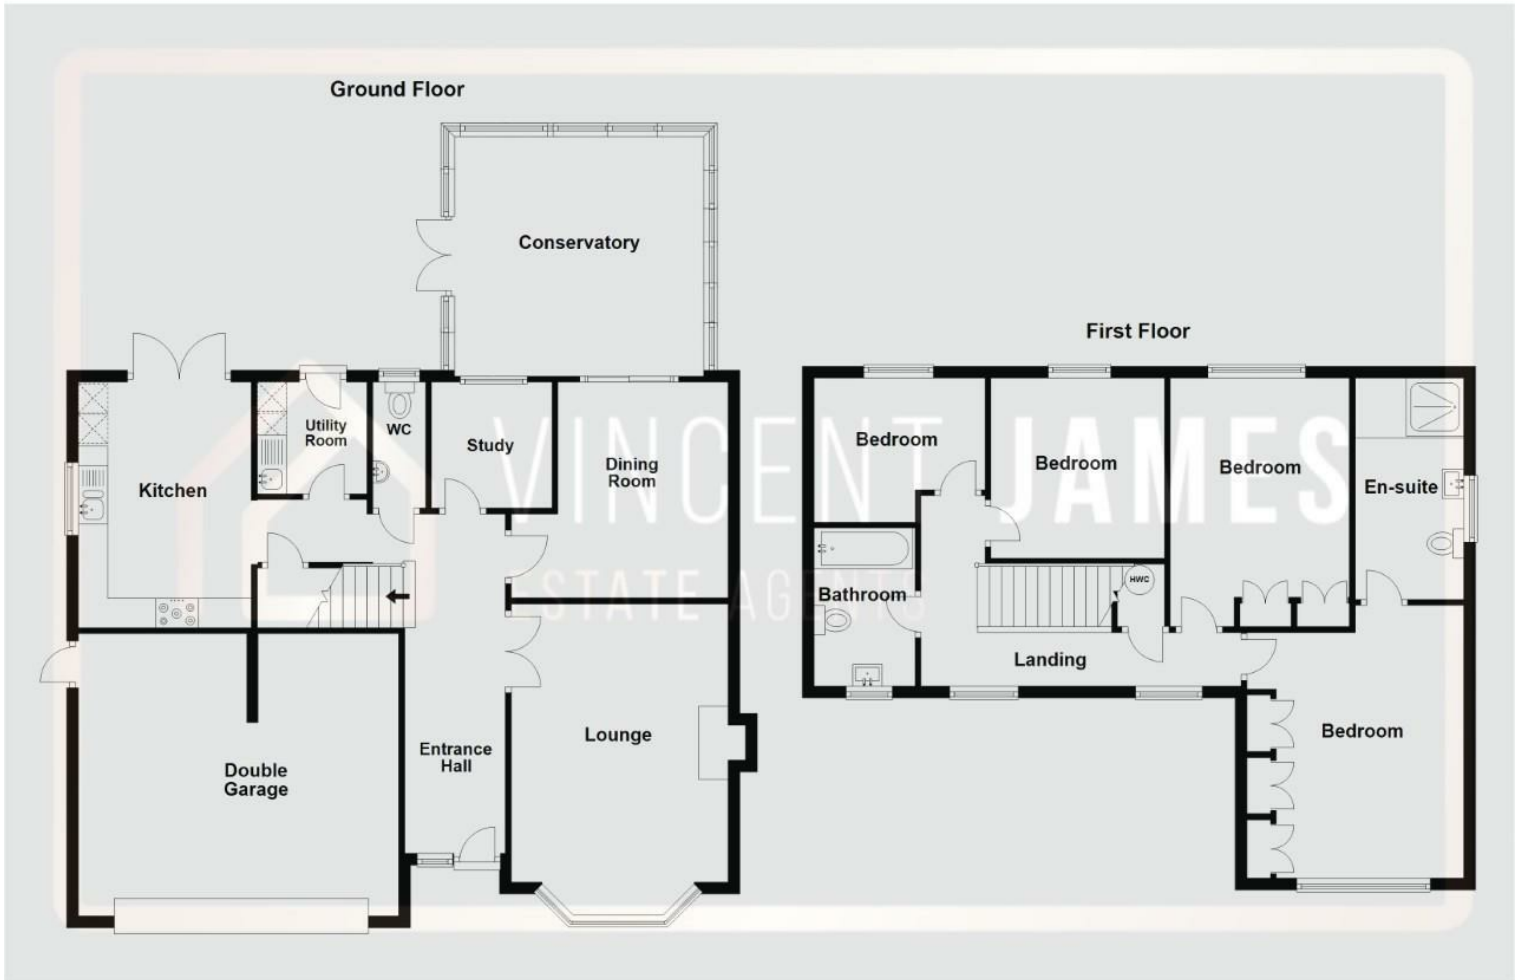 Ground Floor
Conservatory
Kitchen
Utility
Room
WC
Study
Dining
Room
Double
Garage
Entrance
Hall
Lounge
First Floor
Bedroom
Bedroom
Bedroom
En-suite
Bathroom
HWC
Landing
Bedroom
VINCENT JAMES
ESTATE AGENTS